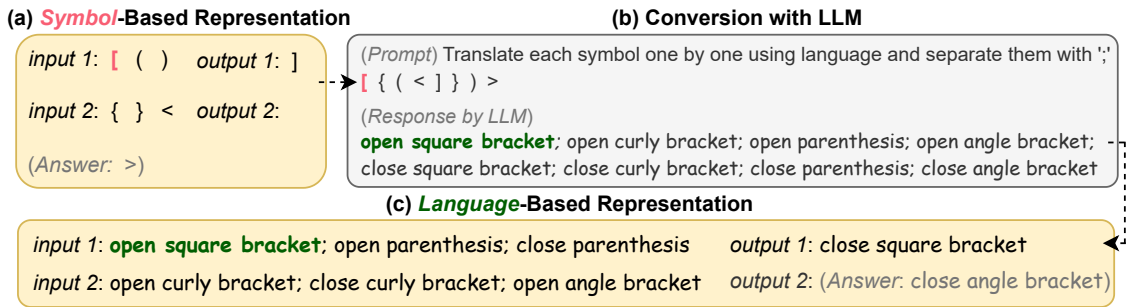 (a) Symbol-Based Representation
(b) Conversion with LLM
input 1: [ ( ) output 1: ]
input 2: { } < output 2:
(Answer: >)
(Prompt) Translate each symbol one by one using language and separate them with ';'
[ { ( < ] } ) >
(Response by LLM)
open square bracket; open curly bracket; open parenthesis; open angle bracket;
close square bracket; close curly bracket; close parenthesis; close angle bracket
(c) Language-Based Representation
input 1: open square bracket; open parenthesis; close parenthesis output 1: close square bracket
input 2: open curly bracket; close curly bracket; open angle bracket output 2: (Answer: close angle bracket)